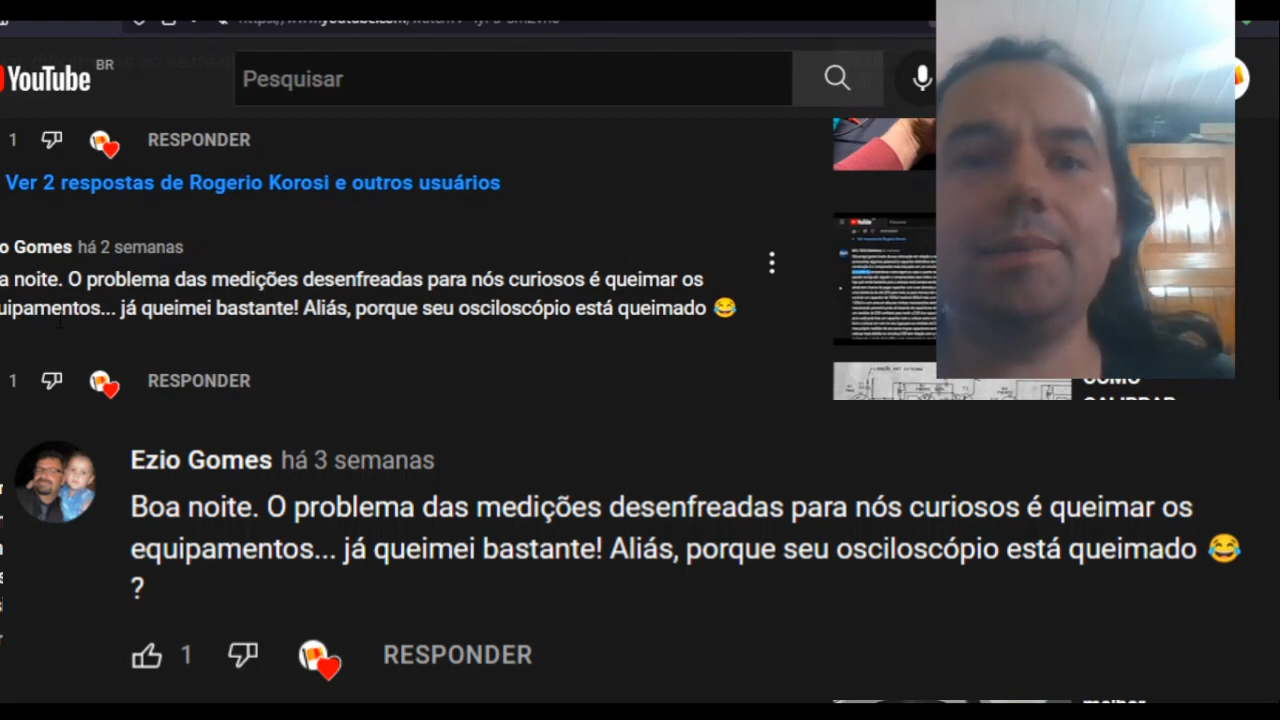 YouTube BR
Pesquisar
1 RESPONDER
Ver 2 respostas de Rogerio Korosi e outros usuários
o Gomes há 2 semanas
a noite. O problema das medições desenfreadas para nós curiosos é queimar os
uipamentos... já queimei bastante! Aliás, porque seu osciloscópio está queimado 😂
1 RESPONDER
Ezio Gomes há 3 semanas
Boa noite. O problema das medições desenfreadas para nós curiosos é queimar os
equipamentos... já queimei bastante! Aliás, porque seu osciloscópio está queimado 😂
?
1 RESPONDER